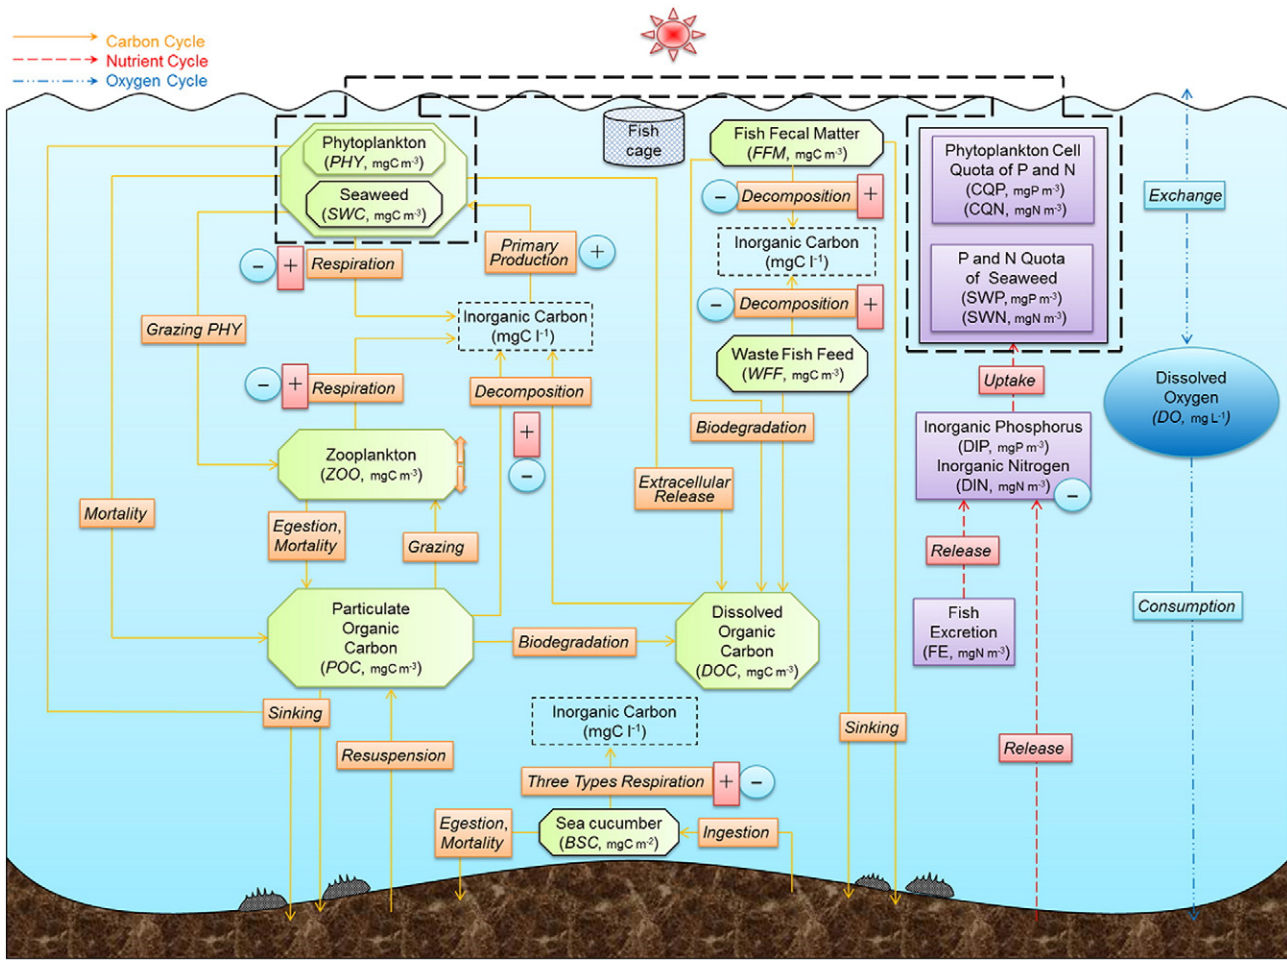 Carbon Cycle
Nutrient Cycle
Oxygen Cycle
Phytoplankton
(PHY, mgC m-3)
Seaweed
(SWC, mgC m-3)
Fish
cage
Fish Fecal Matter
(FFM, mgC m-3)
Phytoplankton Cell
Quota of P and N
(CQP, mgP m-3)
(CQN, mgN m-3)
Exchange
− + Respiration
Primary
Production
+
− Decomposition +
Inorganic Carbon
(mgC l-1)
P and N Quota
of Seaweed
(SWP, mgP m-3)
(SWN, mgN m-3)
Grazing PHY
Inorganic Carbon
(mgC l-1)
− Decomposition +
Waste Fish Feed
(WFF, mgC m-3)
− + Respiration
Decomposition
+
−
Uptake
Dissolved
Oxygen
(DO, mg L-1)
Biodegradation
Inorganic Phosphorus
(DIP, mgP m-3)
Inorganic Nitrogen
(DIN, mgN m-3)
−
Zooplankton
(ZOO, mgC m-3)
Extracellular
Release
Mortality
Egestion,
Mortality
Grazing
Release
Particulate
Organic
Carbon
(POC, mgC m-3)
Biodegradation
Dissolved
Organic
Carbon
(DOC, mgC m-3)
Fish
Excretion
(FE, mgN m-3)
Consumption
Sinking
Resuspension
Inorganic Carbon
(mgC l-1)
Sinking
Release
Three Types Respiration + −
Egestion,
Mortality
Sea cucumber
(BSC, mgC m-2)
Ingestion